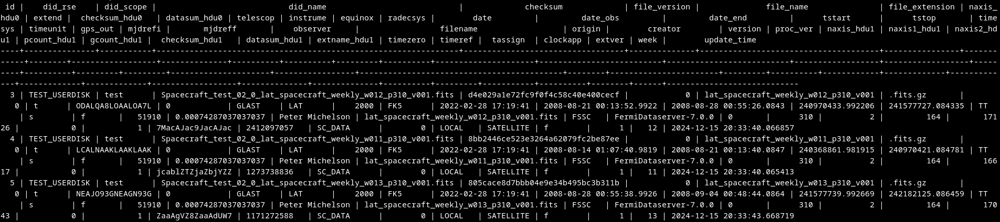 id | did_rse | did_scope | did_name | checksum | file_version | file_name | file_extension | naxis_
hdu0 | extend | checksum_hdu0 | datasum_hdu0 | telescop | instrume | equinox | radecsys | date | date_obs | date_end | tstart | tstop | time
sys | timeunit | gps_out | mjdrefi | mjdreff | observer | filename | origin | creator | version | proc_ver | naxis_hdu1 | naxis1_hdu1 | naxis2_hd
u1 | pcount_hdu1 | gcount_hdu1 | checksum_hdu1 | datasum_hdu1 | extname_hdu1 | timezero | timeref | tassign | clockapp | extver | week | update_time
----+---------------+-----------+----------------------------------------------------------------+----------------------------------+--------------+--------------------------------------+----------------+-------
-----+--------+------------------+--------------+----------+----------+---------+----------+---------------------+--------------------------+--------------------------+------------------+------------------+-----
----+----------+---------+---------+---------------------+-----------------+-------------------------------------------+--------+-----------------------+---------+----------+------------+-------------+----------
---+-------------+-------------+------------------+--------------+--------------+----------+---------+-----------+----------+--------+------+----------------------------
3 | TEST_USERDISK | test | Spacecraft_test_02_0_lat_spacecraft_weekly_w012_p310_v001.fits | d4e029a1e72fc9f0f4c58c40e400cecf | 0 | lat_spacecraft_weekly_w012_p310_v001 | .fits.gz |
0 | t | ODALQA8LOAALOA7L | 0 | GLAST | LAT | 2000 | FK5 | 2022-02-28 17:19:41 | 2008-08-21 00:13:52.9922 | 2008-08-28 00:55:26.0843 | 240970433.992206 | 241577727.084335 | TT
| s | f | 51910 | 0.00074287037037037 | Peter Michelson | lat_spacecraft_weekly_w012_p310_v001.fits | FSSC | FermiDataserver-7.0.0 | 0 | 310 | 2 | 164 | 171
26 | 0 | 1 | 7MacAJac9JacAJac | 2412097057 | SC_DATA | 0 | LOCAL | SATELLITE | f | 1 | 12 | 2024-12-15 20:33:40.066857
4 | TEST_USERDISK | test | Spacecraft_test_02_0_lat_spacecraft_weekly_w011_p310_v001.fits | 8bb2446ce523e3264a62079fc2be87ee | 0 | lat_spacecraft_weekly_w011_p310_v001 | .fits.gz |
0 | t | LCALNAAKLAAKLAAK | 0 | GLAST | LAT | 2000 | FK5 | 2022-02-28 17:19:41 | 2008-08-14 01:07:40.9819 | 2008-08-21 00:13:40.0847 | 240368861.981915 | 240970421.084781 | TT
| s | f | 51910 | 0.00074287037037037 | Peter Michelson | lat_spacecraft_weekly_w011_p310_v001.fits | FSSC | FermiDataserver-7.0.0 | 0 | 310 | 2 | 164 | 166
17 | 0 | 1 | jcablZTZjaZbjYZZ | 1273738836 | SC_DATA | 0 | LOCAL | SATELLITE | f | 1 | 11 | 2024-12-15 20:33:40.065413
5 | TEST_USERDISK | test | Spacecraft_test_02_0_lat_spacecraft_weekly_w013_p310_v001.fits | 805cace8d7bbb04e9e34b495bc3b311b | 0 | lat_spacecraft_weekly_w013_p310_v001 | .fits.gz |
0 | t | NEAJO93GNEAGN93G | 0 | GLAST | LAT | 2000 | FK5 | 2022-02-28 17:19:41 | 2008-08-28 00:55:38.9926 | 2008-09-04 00:48:44.0864 | 241577739.992669 | 242182125.086459 | TT
| s | f | 51910 | 0.00074287037037037 | Peter Michelson | lat_spacecraft_weekly_w013_p310_v001.fits | FSSC | FermiDataserver-7.0.0 | 0 | 310 | 2 | 164 | 170
43 | 0 | 1 | ZaaAgVZ8ZaaAdUW7 | 1171272588 | SC_DATA | 0 | LOCAL | SATELLITE | f | 1 | 13 | 2024-12-15 20:33:43.668719